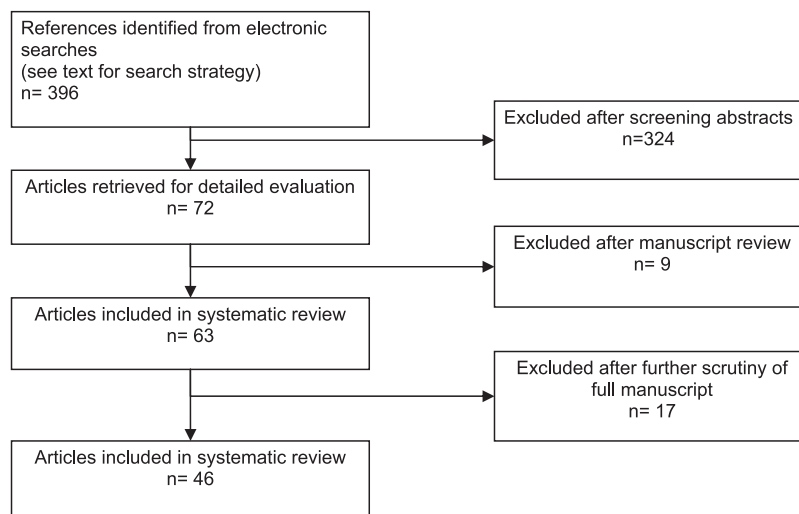 References identified from electronic
searches
(see text for search strategy)
n= 396
Excluded after screening abstracts
n=324
Articles retrieved for detailed evaluation
n= 72
Excluded after manuscript review
n= 9
Articles included in systematic review
n= 63
Excluded after further scrutiny of
full manuscript
n= 17
Articles included in systematic review
n= 46